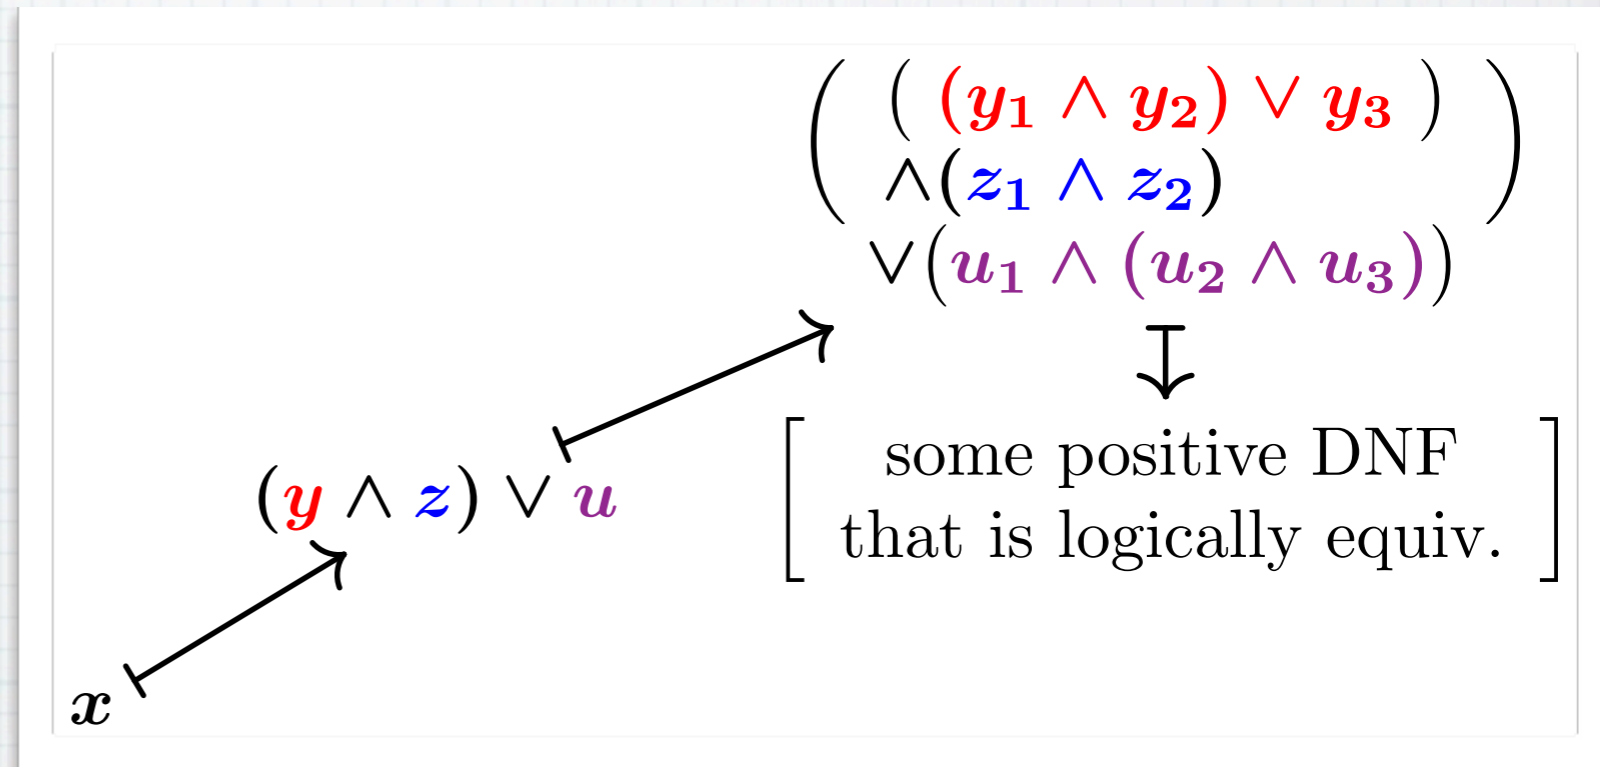 ( ( (y₁ ∧ y₂) ∨ y₃ )
∧(z₁ ∧ z₂) )
∨(u₁ ∧ (u₂ ∧ u₃))
[ some positive DNF
that is logically equiv. ]
(y ∧ z) ∨ u
x